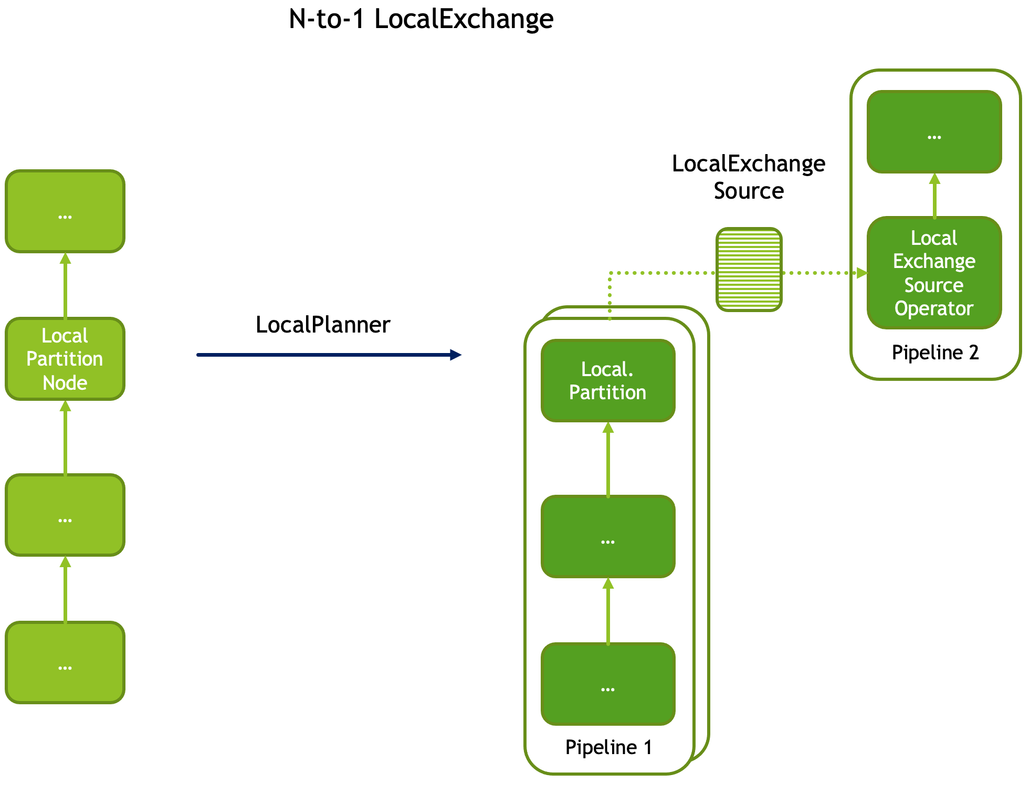 N-to-1 LocalExchange
...
Local
Partition
Node
...
...
LocalPlanner
LocalExchange
Source
Local.
Partition
...
...
Pipeline 1
...
Local
Exchange
Source
Operator
Pipeline 2